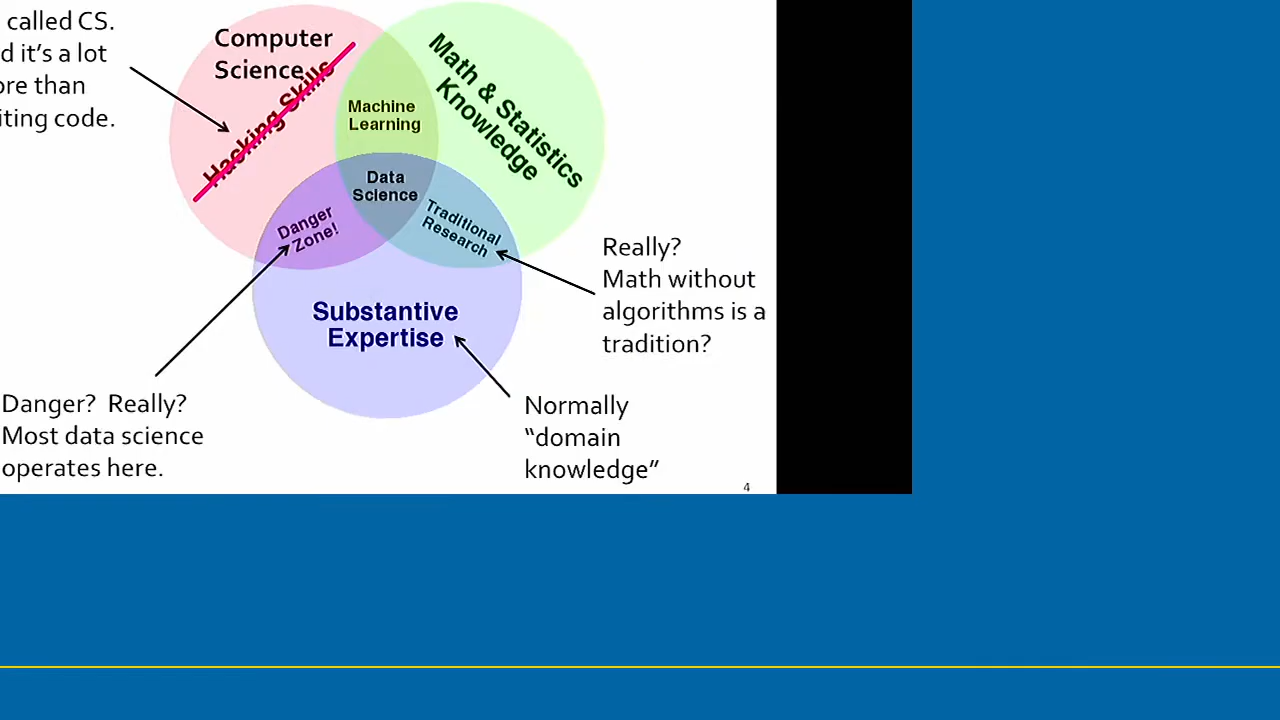 called CS.
it's a lot
than
code.
Computer
Science
Hacking Skills
Math & Statistics
Knowledge
Machine
Learning
Data
Science
Danger
Zone!
Traditional
Research
Substantive
Expertise
Really?
Math without
algorithms is a
tradition?
Danger? Really?
Most data science
operates here.
Normally
“domain
knowledge”
4